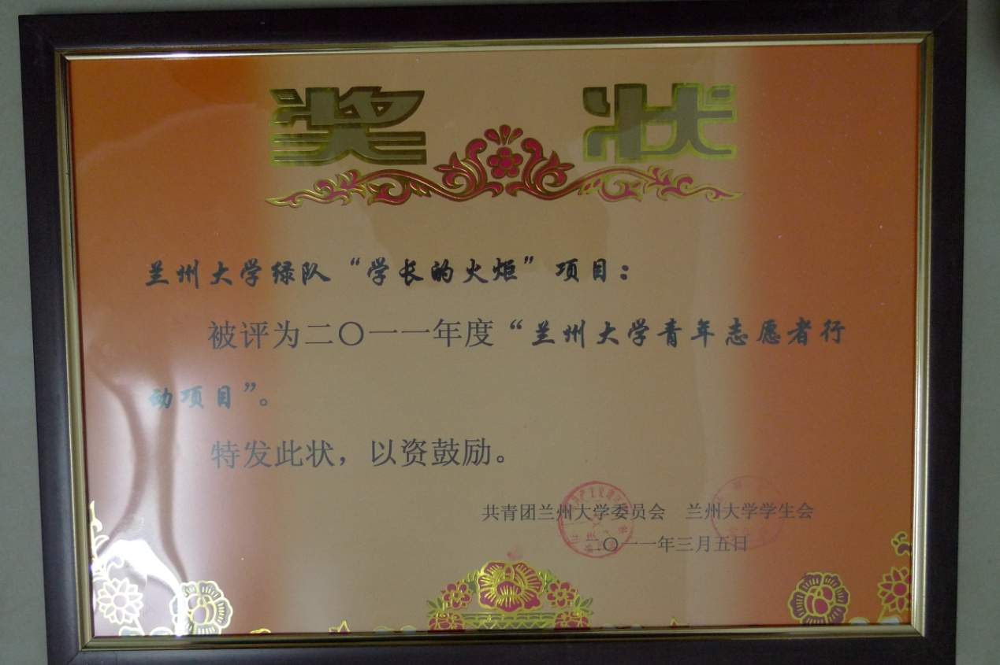 奖状
兰州大学绿队“学长的火炬”项目：
被评为二〇一一年度“兰州大学青年志愿者行
动项目”。
特发此状，以资鼓励。
共青团兰州大学委员会 兰州大学学生会
二〇一一年三月五日